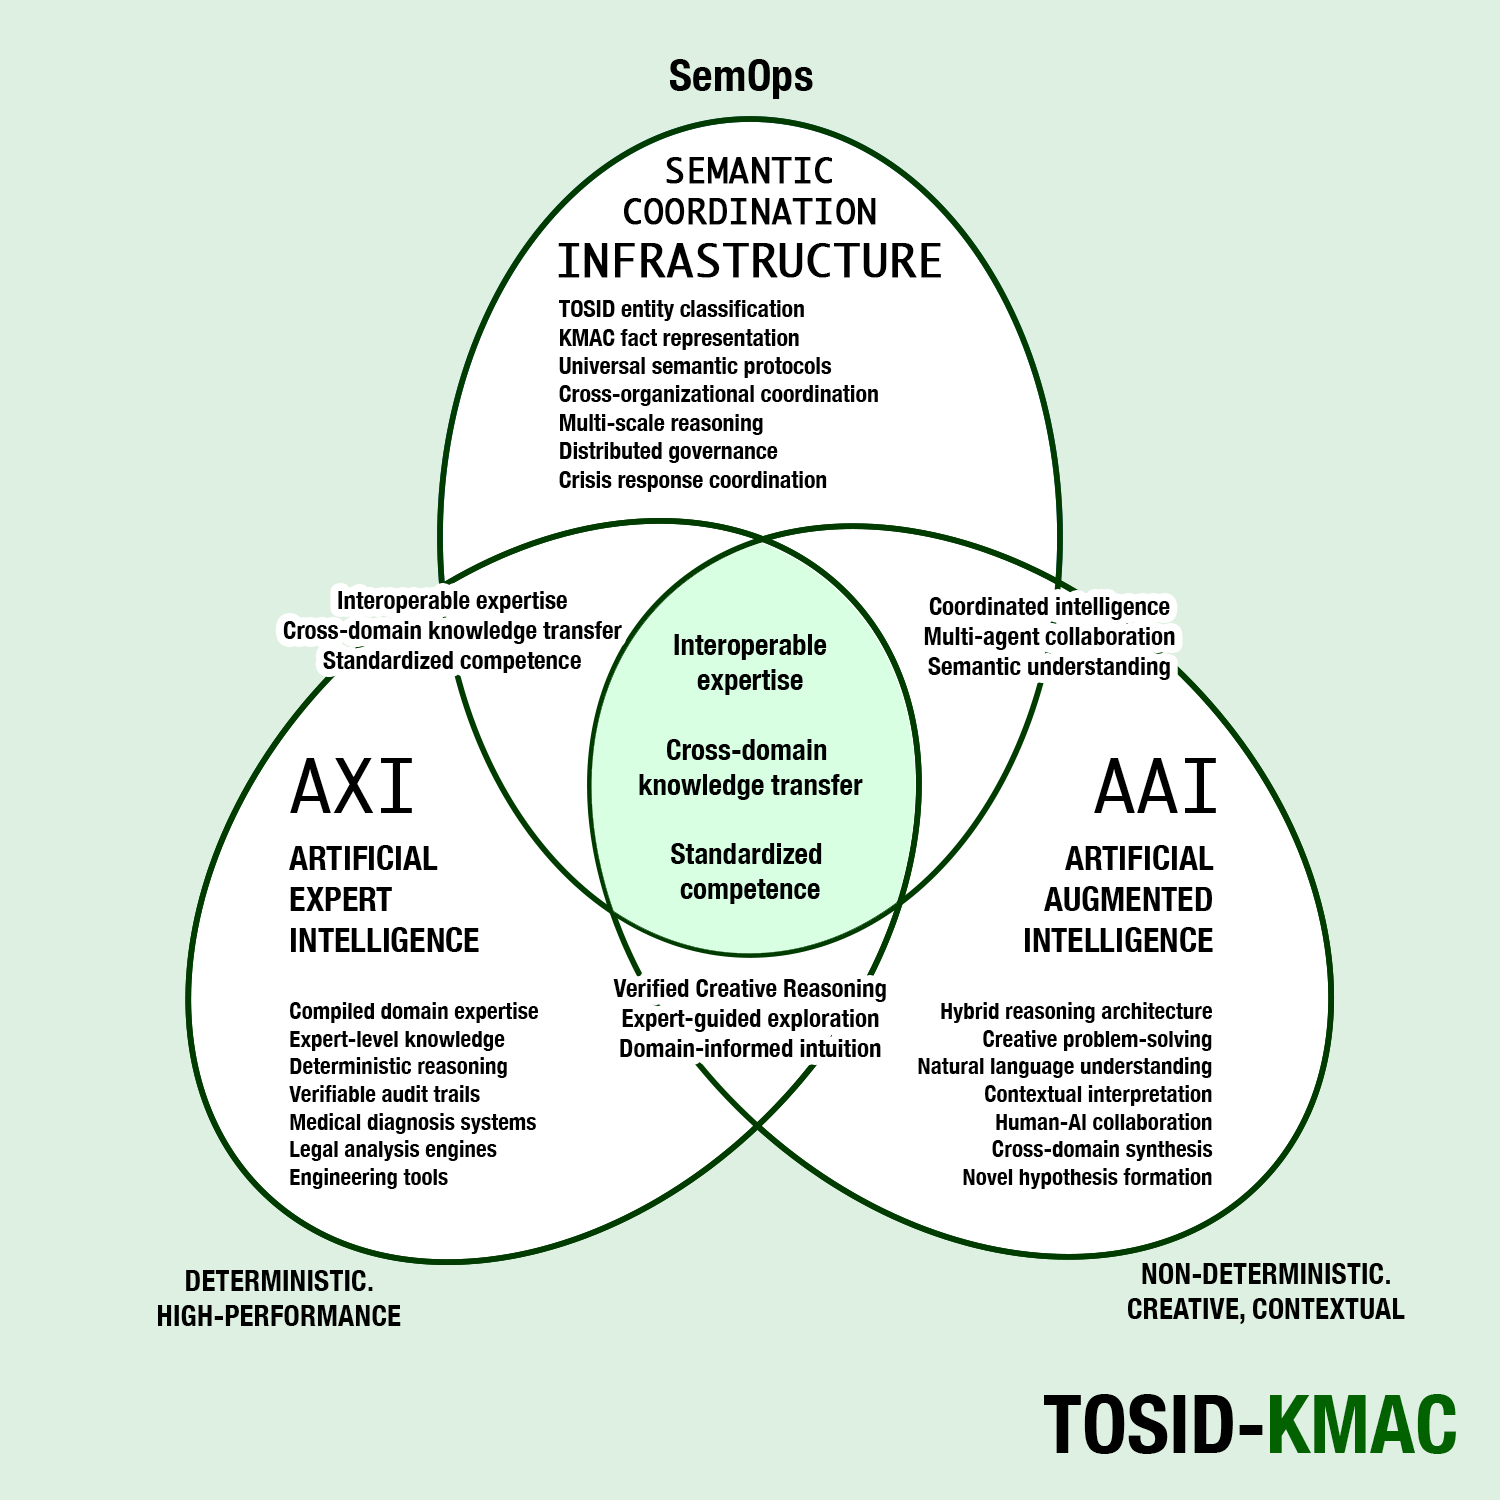 SemOps
SEMANTIC
COORDINATION
INFRASTRUCTURE
TOSID entity classification
KMAC fact representation
Universal semantic protocols
Cross-organizational coordination
Multi-scale reasoning
Distributed governance
Crisis response coordination
Interoperable expertise
Cross-domain knowledge transfer
Standardized competence
Coordinated intelligence
Multi-agent collaboration
Semantic understanding
Interoperable
expertise
Cross-domain
knowledge transfer
Standardized
competence
AXI
ARTIFICIAL
EXPERT
INTELLIGENCE
Compiled domain expertise
Expert-level knowledge
Deterministic reasoning
Verifiable audit trails
Medical diagnosis systems
Legal analysis engines
Engineering tools
AAI
ARTIFICIAL
AUGMENTED
INTELLIGENCE
Hybrid reasoning architecture
Creative problem-solving
Natural language understanding
Contextual interpretation
Human-AI collaboration
Cross-domain synthesis
Novel hypothesis formation
Verified Creative Reasoning
Expert-guided exploration
Domain-informed intuition
DETERMINISTIC.
HIGH-PERFORMANCE
NON-DETERMINISTIC.
CREATIVE, CONTEXTUAL
TOSID-KMAC